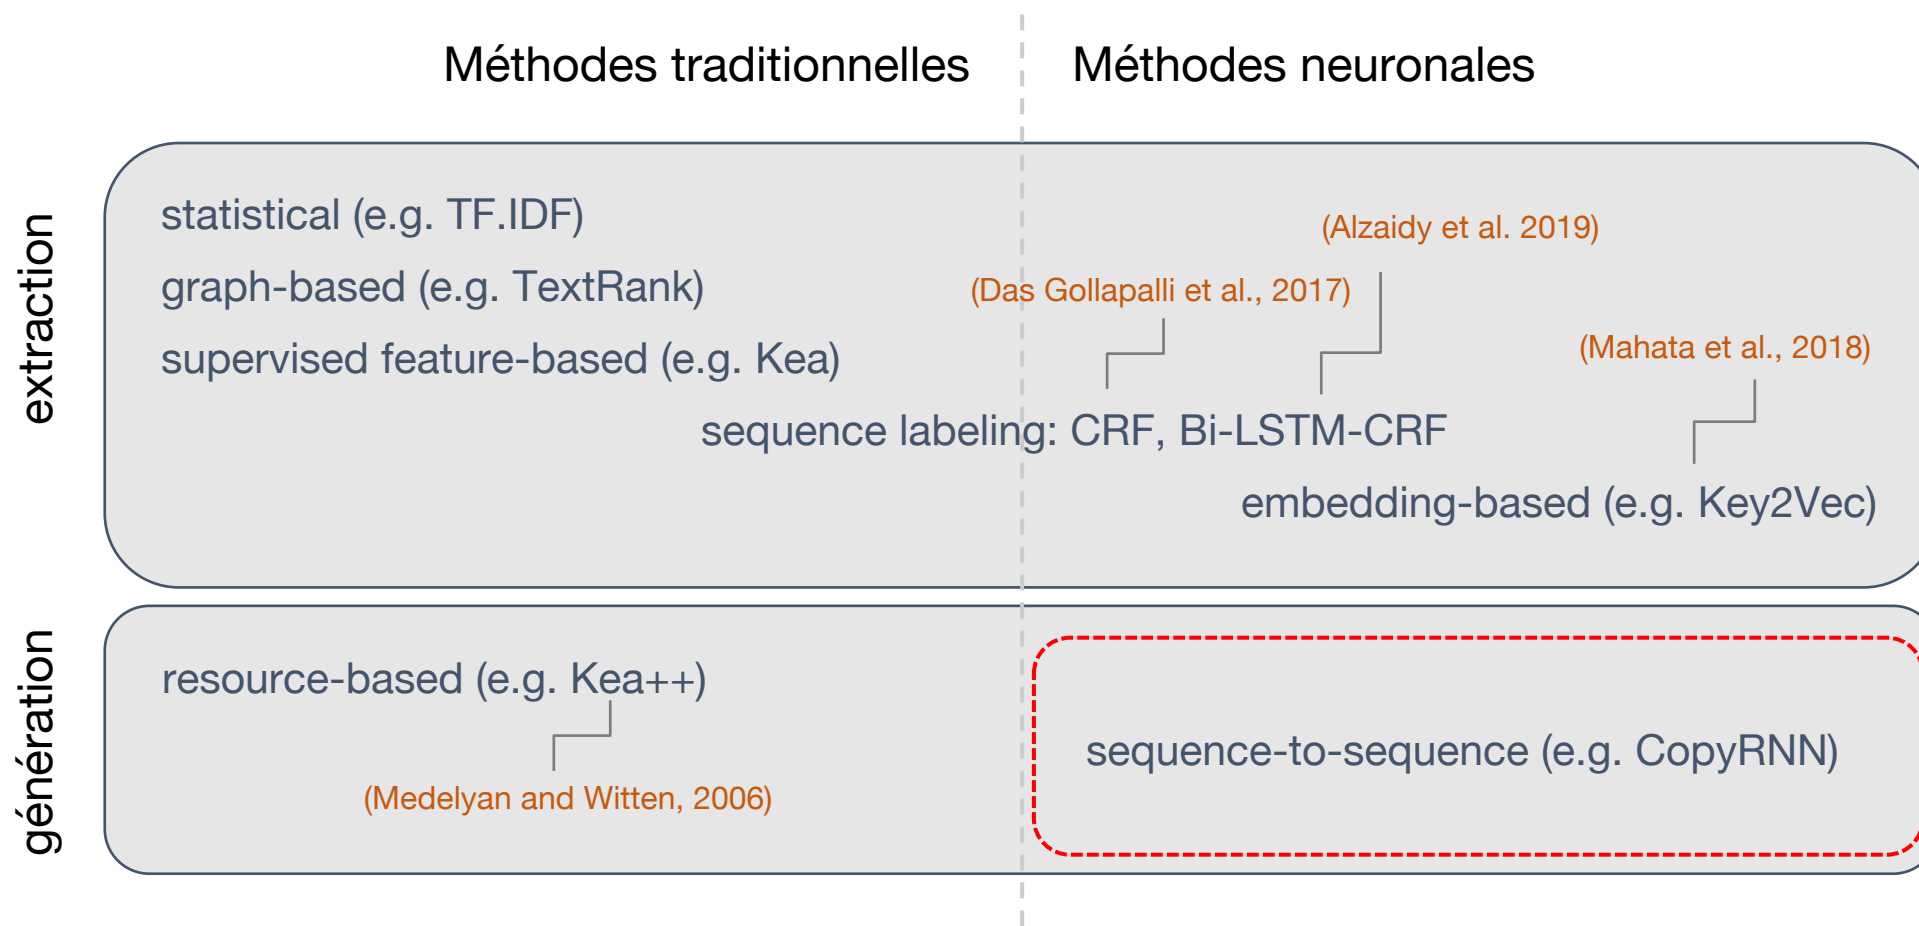 Méthodes traditionnelles
Méthodes neuronales
extraction
statistical (e.g. TF.IDF)
(Alzaidy et al. 2019)
graph-based (e.g. TextRank)
(Das Gollapalli et al., 2017)
supervised feature-based (e.g. Kea)
(Mahata et al., 2018)
sequence labeling: CRF, Bi-LSTM-CRF
embedding-based (e.g. Key2Vec)
génération
resource-based (e.g. Kea++)
sequence-to-sequence (e.g. CopyRNN)
(Medelyan and Witten, 2006)